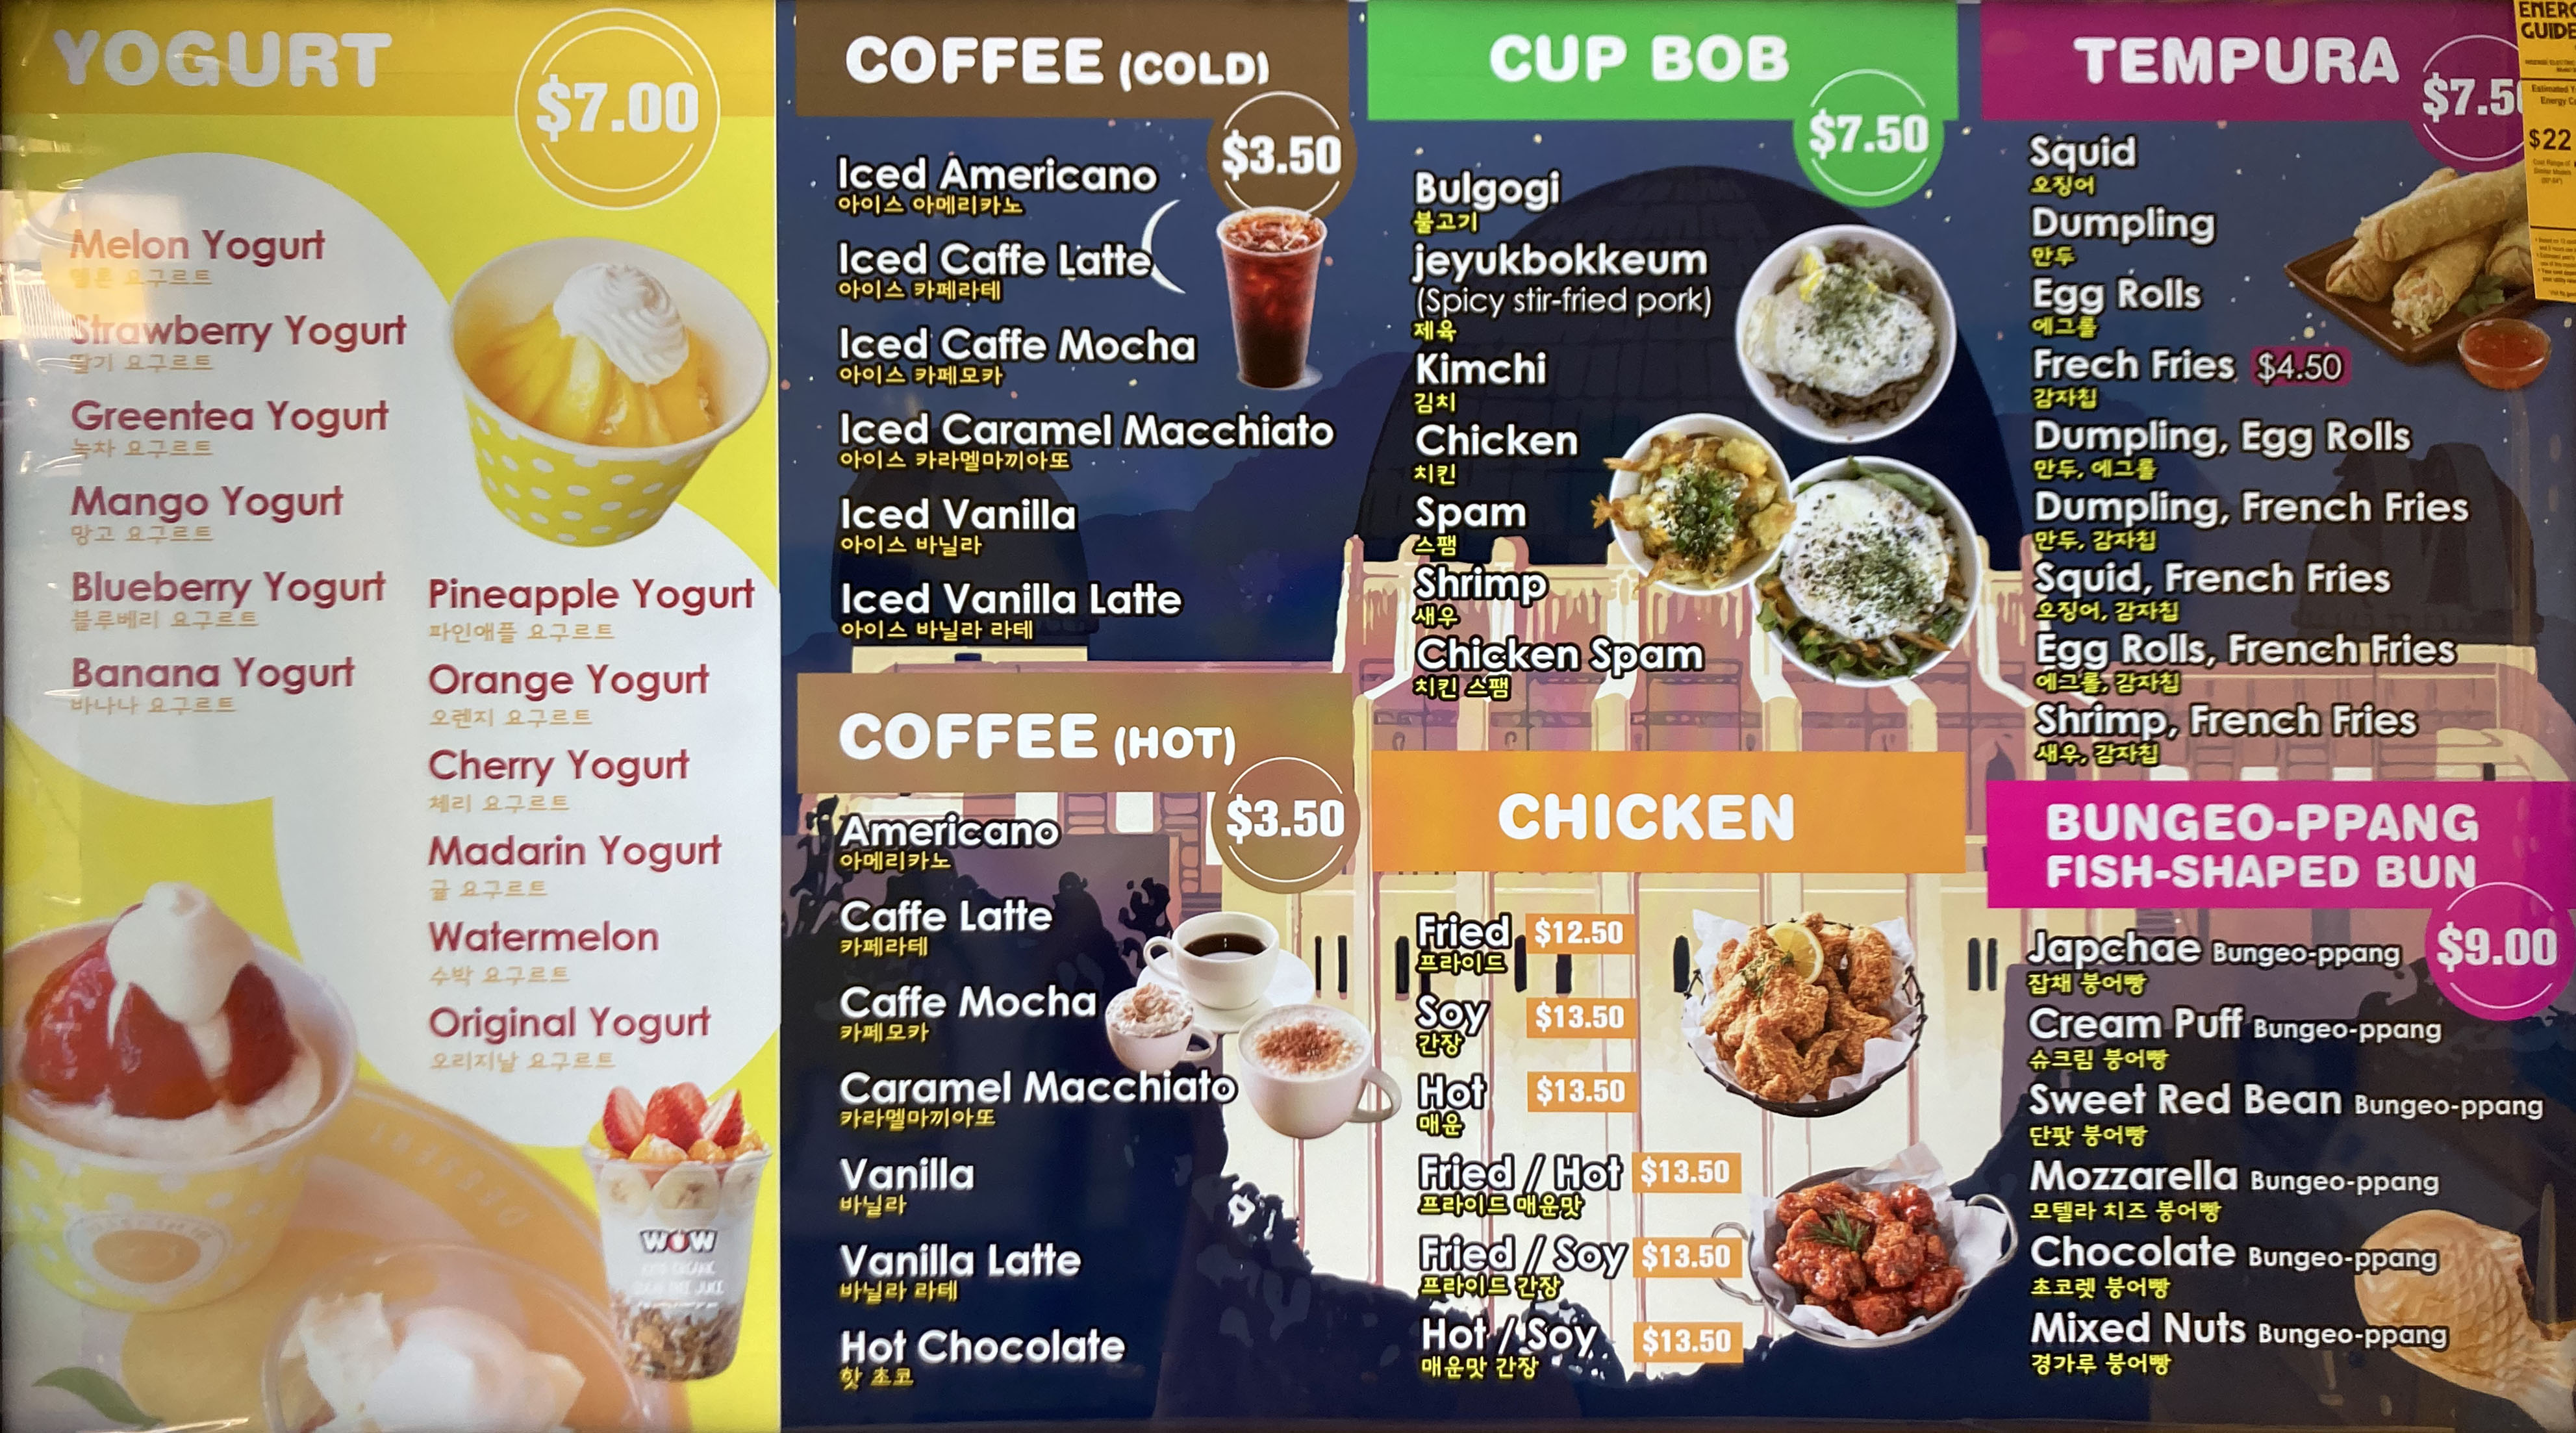 YOGURT
$7.00
Melon Yogurt
멜론 요구르트
Strawberry Yogurt
딸기 요구르트
Greentea Yogurt
녹차 요구르트
Mango Yogurt
망고 요구르트
Blueberry Yogurt
블루베리 요구르트
Banana Yogurt
바나나 요구르트
Pineapple Yogurt
파인애플 요구르트
Orange Yogurt
오렌지 요구르트
Cherry Yogurt
체리 요구르트
Madarin Yogurt
귤 요구르트
Watermelon
수박 요구르트
Original Yogurt
오리지날 요구르트
DESSERT
WOW
COFFEE (COLD)
$3.50
Iced Americano
아이스 아메리카노
Iced Caffe Latte
아이스 카페라테
Iced Caffe Mocha
아이스 카페모카
Iced Caramel Macchiato
아이스 카라멜마끼아또
Iced Vanilla
아이스 바닐라
Iced Vanilla Latte
아이스 바닐라 라테
COFFEE (HOT)
$3.50
Americano
아메리카노
Caffe Latte
카페라테
Caffe Mocha
카페모카
Caramel Macchiato
카라멜마끼아또
Vanilla
바닐라
Vanilla Latte
바닐라 라테
Hot Chocolate
핫 초코
CUP BOB
$7.50
Bulgogi
불고기
jeyukbokkeum
(Spicy stir-fried pork)
제육
Kimchi
김치
Chicken
치킨
Spam
스팸
Shrimp
새우
Chicken Spam
치킨 스팸
CHICKEN
Fried $12.50
프라이드
Soy $13.50
간장
Hot $13.50
매운
Fried / Hot $13.50
프라이드 매운맛
Fried / Soy $13.50
프라이드 간장
Hot / Soy $13.50
매운맛 간장
TEMPURA
$7.50
Squid
오징어
Dumpling
만두
Egg Rolls
에그롤
Frech Fries $4.50
감자칩
Dumpling, Egg Rolls
만두, 에그롤
Dumpling, French Fries
만두, 감자칩
Squid, French Fries
오징어, 감자칩
Egg Rolls, French Fries
에그롤, 감자칩
Shrimp, French Fries
새우, 감자칩
BUNGEO-PPANG
FISH-SHAPED BUN
$9.00
Japchae Bungeo-ppang
잡채 붕어빵
Cream Puff Bungeo-ppang
슈크림 붕어빵
Sweet Red Bean Bungeo-ppang
단팟 붕어빵
Mozzarella Bungeo-ppang
모텔라 치즈 붕어빵
Chocolate Bungeo-ppang
초코렛 붕어빵
Mixed Nuts Bungeo-ppang
경가루 붕어빵
ENERG
GUIDE
Estimated Y
Energy Co
$22